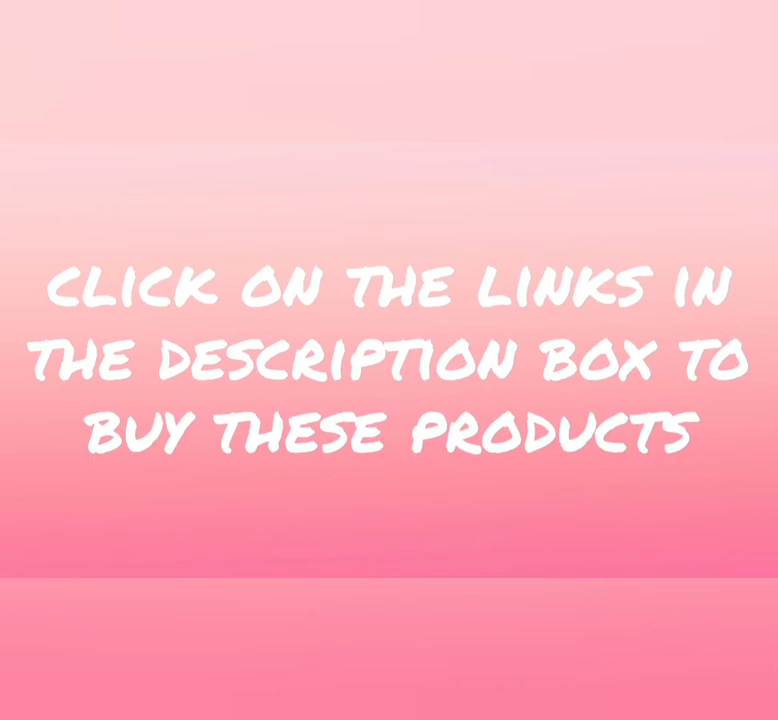 CLICK ON THE LINKS IN
THE DESCRIPTION BOX TO
BUY THESE PRODUCTS